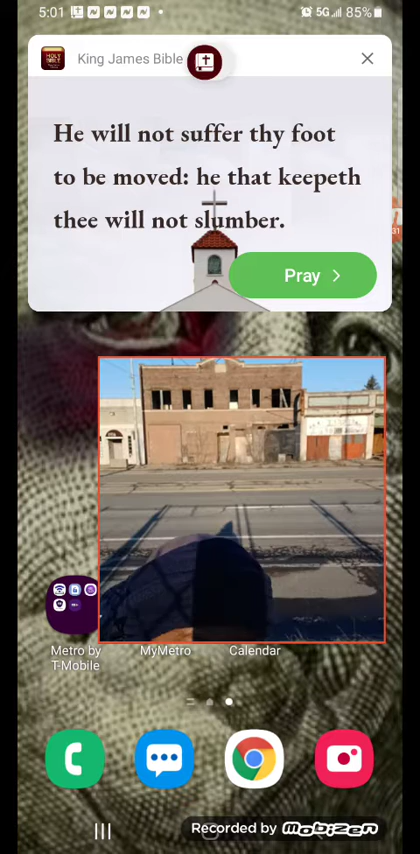 5:01
5G 85%
King James Bible
He will not suffer thy foot
to be moved: he that keepeth
thee will not slumber.
Pray
31
Metro by
T-Mobile
MyMetro
Calendar
Recorded by mobizen